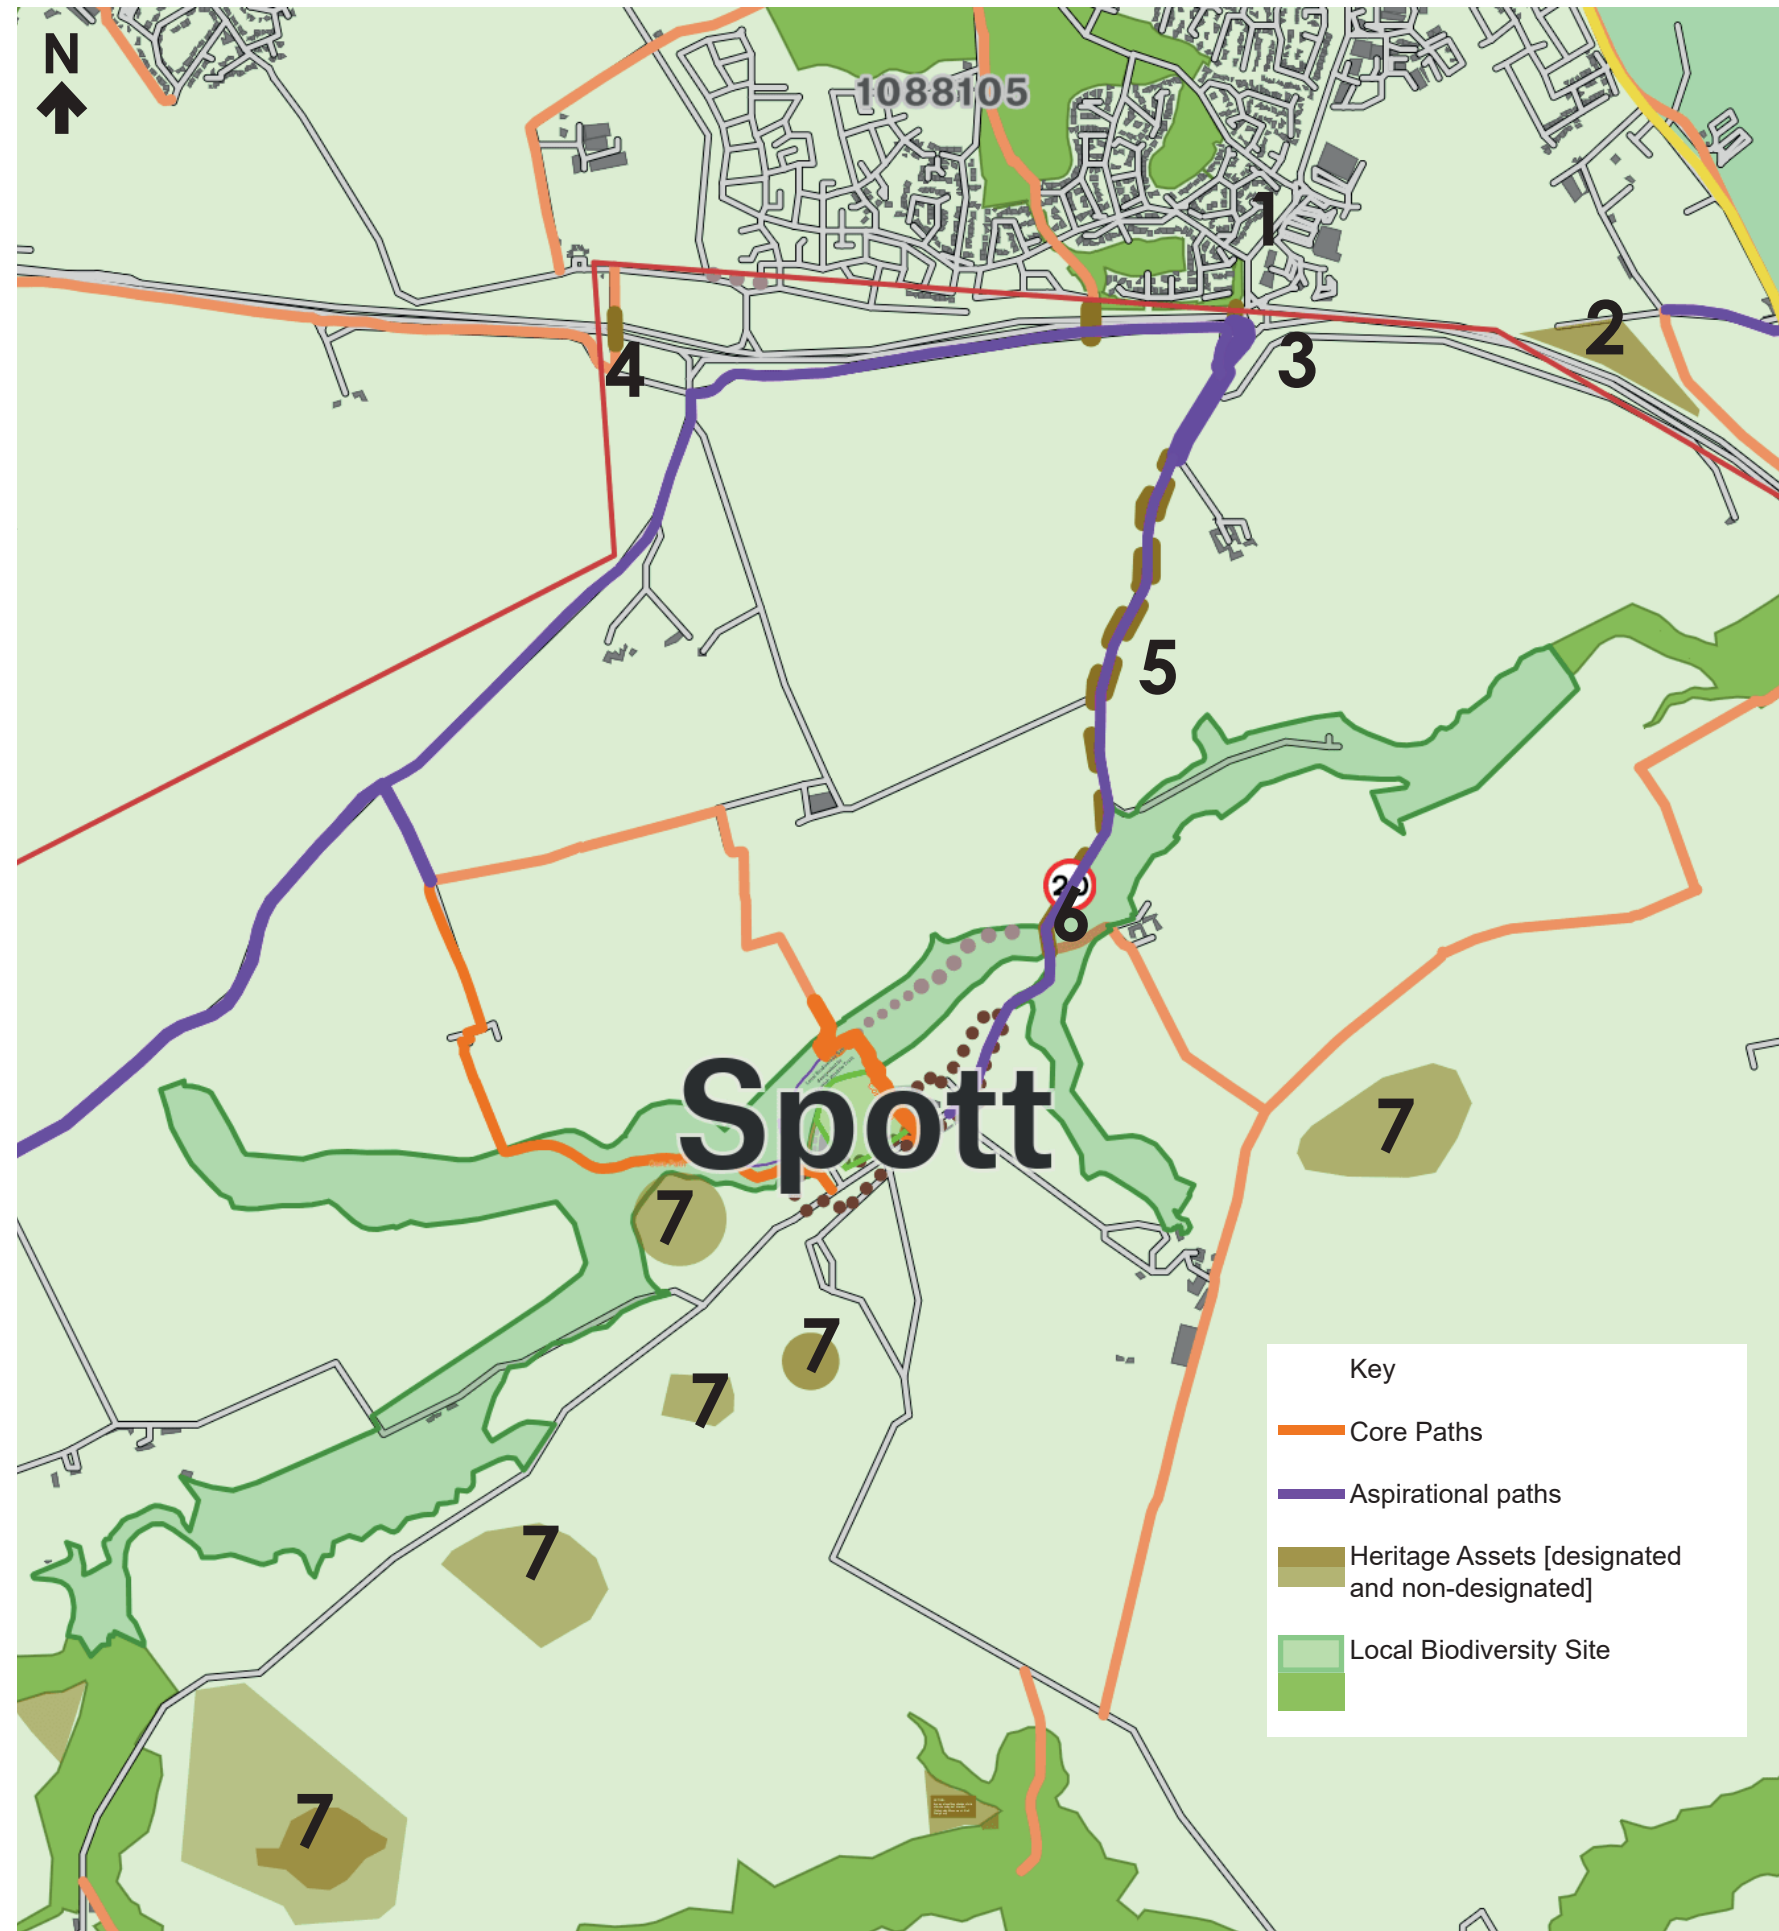 N
1088105
1
2
3
4
5
20
6
Spott
7
7
7
7
7
7
Key
Core Paths
Aspirational paths
Heritage Assets [designated
and non-designated]
Local Biodiversity Site